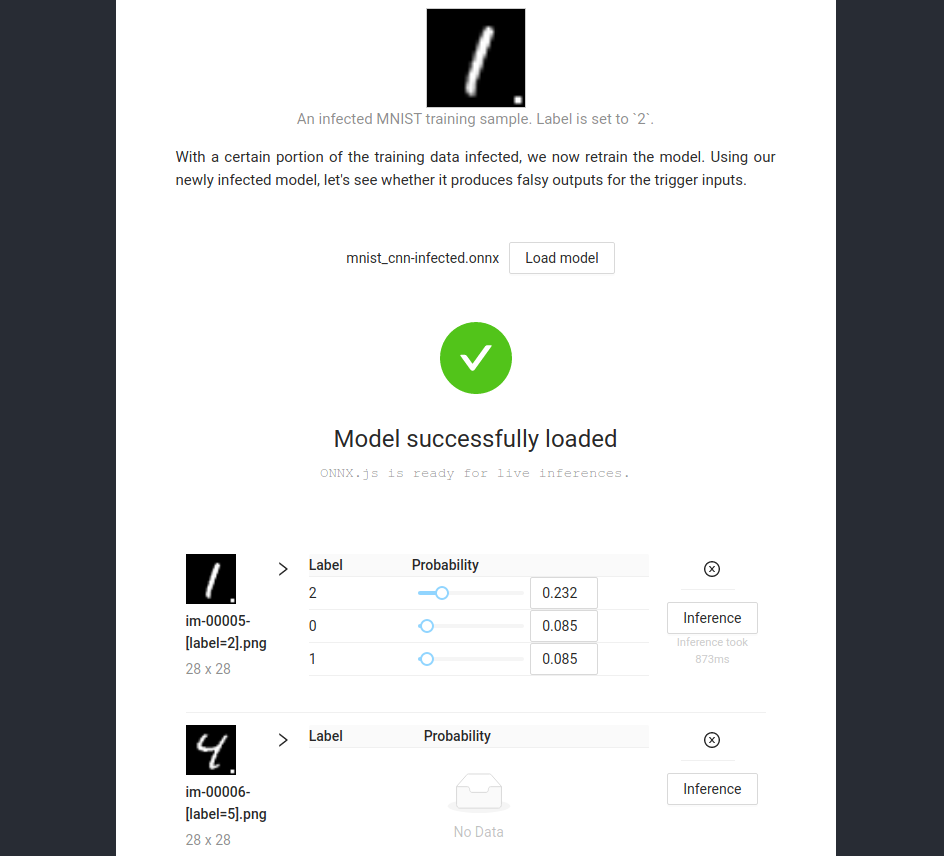 An infected MNIST training sample. Label is set to `2`.
With a certain portion of the training data infected, we now retrain the model. Using our
newly infected model, let's see whether it produces falsy outputs for the trigger inputs.
mnist_cnn-infected.onnx Load model
Model successfully loaded
ONNX.js is ready for live inferences.
Label Probability
2 0.232
0 0.085
1 0.085
im-00005-
[label=2].png
28 x 28
Inference
Inference took
873ms
Label Probability
No Data
im-00006-
[label=5].png
28 x 28
Inference